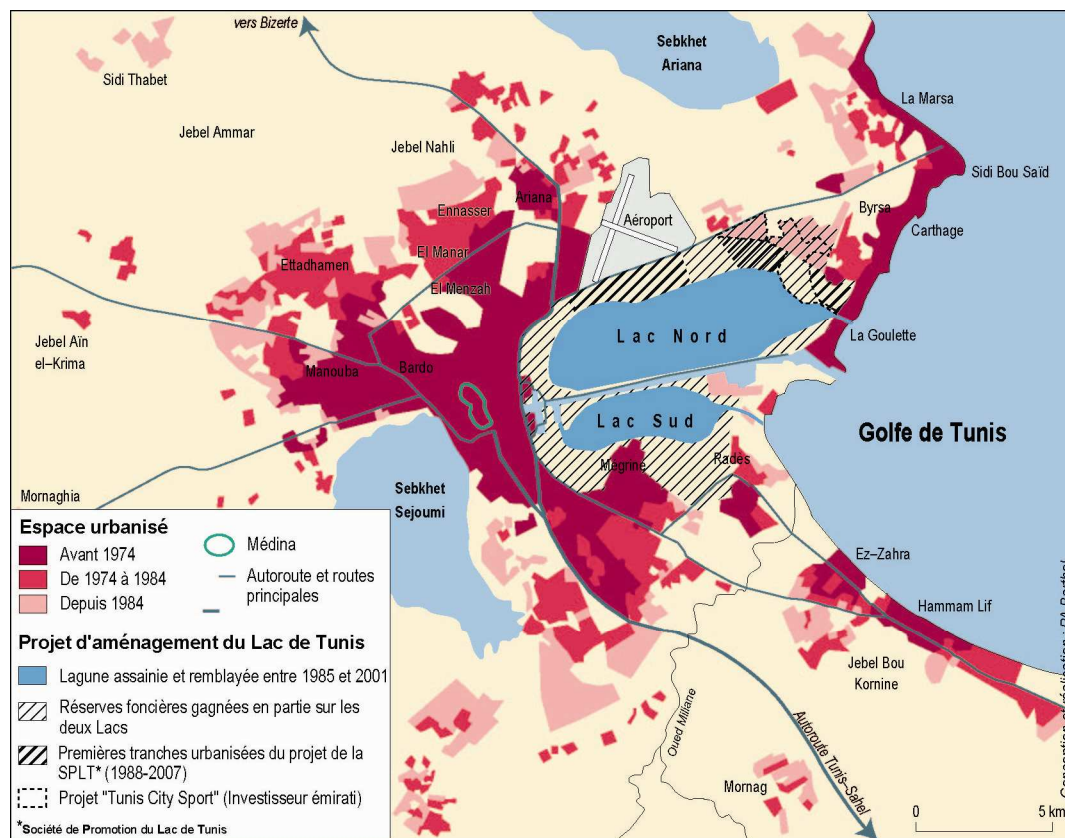 vers Bizerte
Sebkhet
Ariana
Sidi Thabet
La Marsa
Jebel Ammar
Jebel Nahli
Sidi Bou Saïd
Ariana
Ennasser
Aéroport
Byrsa
Carthage
El Manar
Ettadhamen
El Menzah
Lac Nord
La Goulette
Jebel Aïn
el-Krima
Manouba
Bardo
Lac Sud
Golfe de Tunis
Mégrine
Radès
Mornaghia
Sebkhet
Sejoumi
Ez-Zahra
Hammam Lif
Jebel Bou
Kornine
Oued Miliane
Autoroute Tunis-Sahel
Mornag
Espace urbanisé
Avant 1974
De 1974 à 1984
Depuis 1984
Médina
Autoroute et routes
principales
Projet d'aménagement du Lac de Tunis
Lagune assainie et remblayée entre 1985 et 2001
Réserves foncières gagnées en partie sur les
deux Lacs
Premières tranches urbanisées du projet de la
SPLT* (1988-2007)
Projet "Tunis City Sport" (Investisseur émirati)
*Société de Promotion du Lac de Tunis
0 5 km
Conception et réalisation : PA Barthel